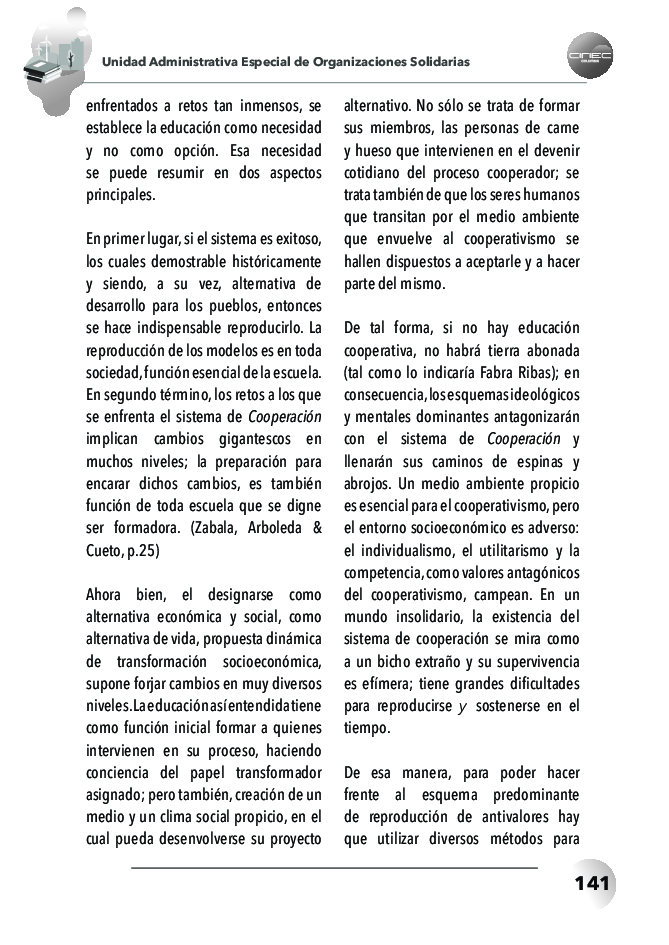 Unidad Administrativa Especial de Organizaciones Solidarias
CINEC
COLOMBIA
enfrentados a retos tan inmensos, se
establece la educación como necesidad
y no como opción. Esa necesidad
se puede resumir en dos aspectos
principales.
En primer lugar, si el sistema es exitoso,
los cuales demostrable históricamente
y siendo, a su vez, alternativa de
desarrollo para los pueblos, entonces
se hace indispensable reproducirlo. La
reproducción de los modelos es en toda
sociedad, función esencial de la escuela.
En segundo término, los retos a los que
se enfrenta el sistema de Cooperación
implican cambios gigantescos en
muchos niveles; la preparación para
encarar dichos cambios, es también
función de toda escuela que se digne
ser formadora. (Zabala, Arboleda &
Cueto, p.25)
Ahora bien, el designarse como
alternativa económica y social, como
alternativa de vida, propuesta dinámica
de transformación socioeconómica,
supone forjar cambios en muy diversos
niveles. La educación así entendida tiene
como función inicial formar a quienes
intervienen en su proceso, haciendo
conciencia del papel transformador
asignado; pero también, creación de un
medio y un clima social propicio, en el
cual pueda desenvolverse su proyecto
alternativo. No sólo se trata de formar
sus miembros, las personas de carne
y hueso que intervienen en el devenir
cotidiano del proceso cooperador; se
trata también de que los seres humanos
que transitan por el medio ambiente
que envuelve al cooperativismo se
hallen dispuestos a aceptarle y a hacer
parte del mismo.
De tal forma, si no hay educación
cooperativa, no habrá tierra abonada
(tal como lo indicaría Fabra Ribas); en
consecuencia, los esquemas ideológicos
y mentales dominantes antagonizarán
con el sistema de Cooperación y
llenarán sus caminos de espinas y
abrojos. Un medio ambiente propicio
es esencial para el cooperativismo, pero
el entorno socioeconómico es adverso:
el individualismo, el utilitarismo y la
competencia, como valores antagónicos
del cooperativismo, campean. En un
mundo insolidario, la existencia del
sistema de cooperación se mira como
a un bicho extraño y su supervivencia
es efímera; tiene grandes dificultades
para reproducirse y sostenerse en el
tiempo.
De esa manera, para poder hacer
frente al esquema predominante
de reproducción de antivalores hay
que utilizar diversos métodos para
141